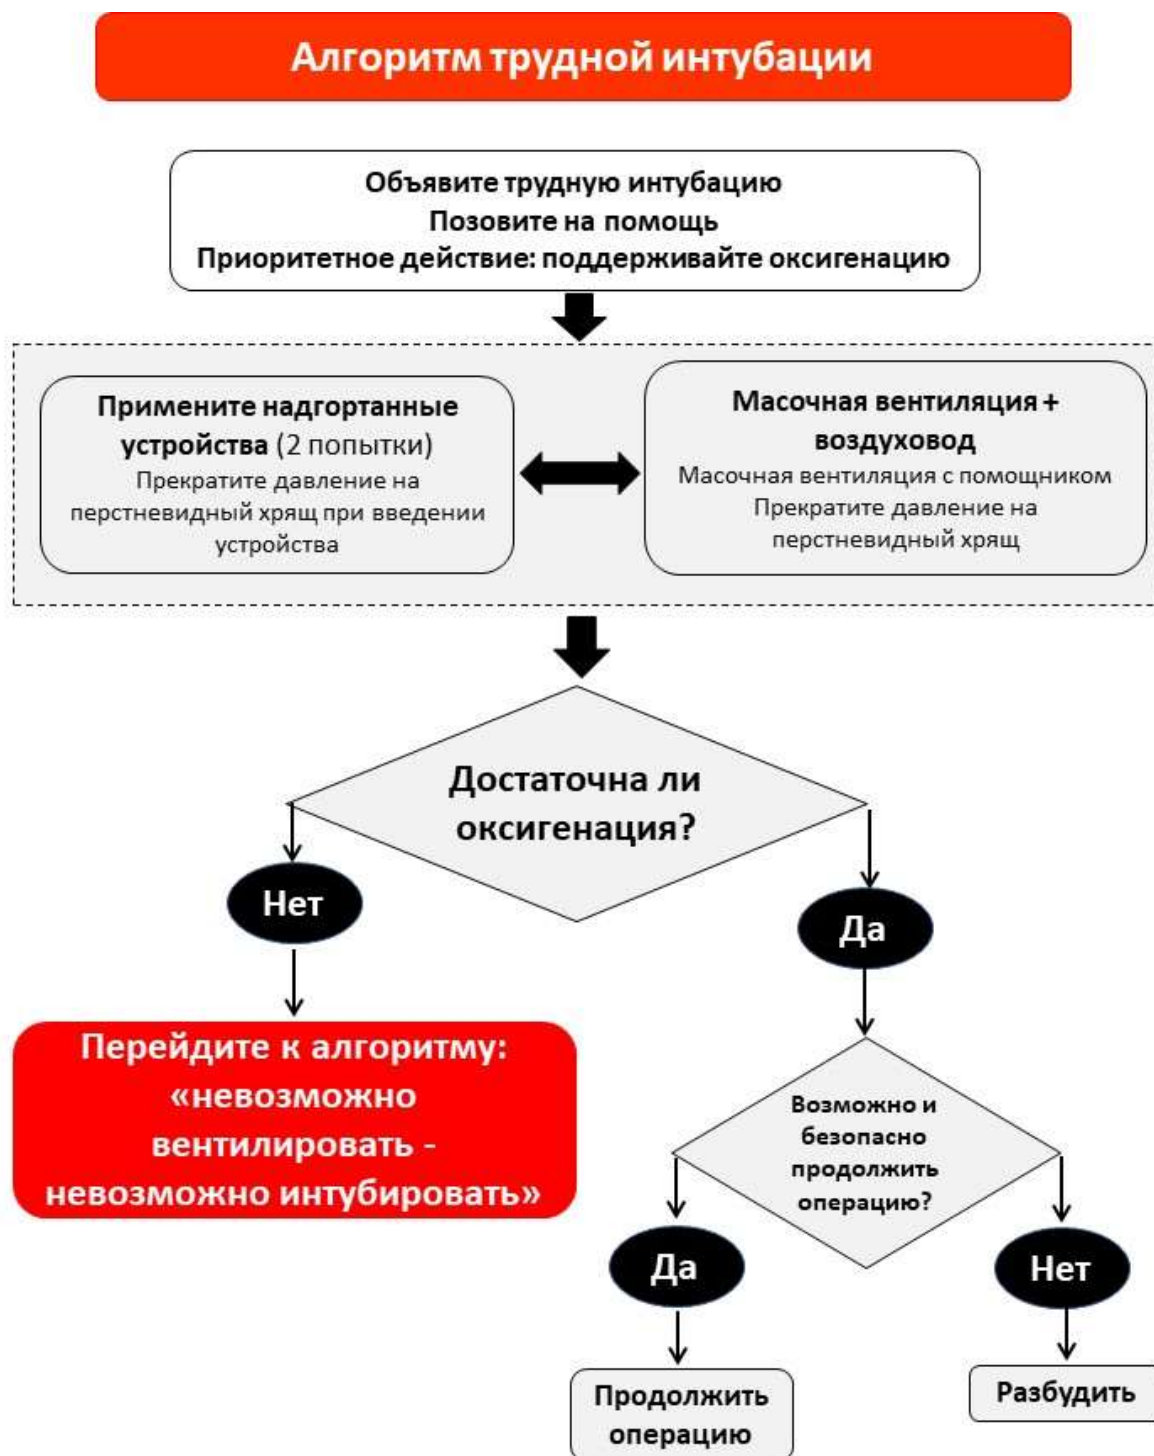 Алгоритм трудной интубации
Объявите трудную интубацию
Позовите на помощь
Приоритетное действие: поддерживайте оксигенацию
Примените надгортанные
устройства (2 попытки)
Прекратите давление на
перстневидный хрящ при введении
устройства
Масочная вентиляция +
воздуховод
Масочная вентиляция с помощником
Прекратите давление на
перстневидный хрящ
Достаточна ли
оксигенация?
Нет
Да
Перейдите к алгоритму:
«невозможно
вентилировать -
невозможно интубировать»
Возможно и
безопасно
продолжить
операцию?
Да
Нет
Продолжить
операцию
Разбудить